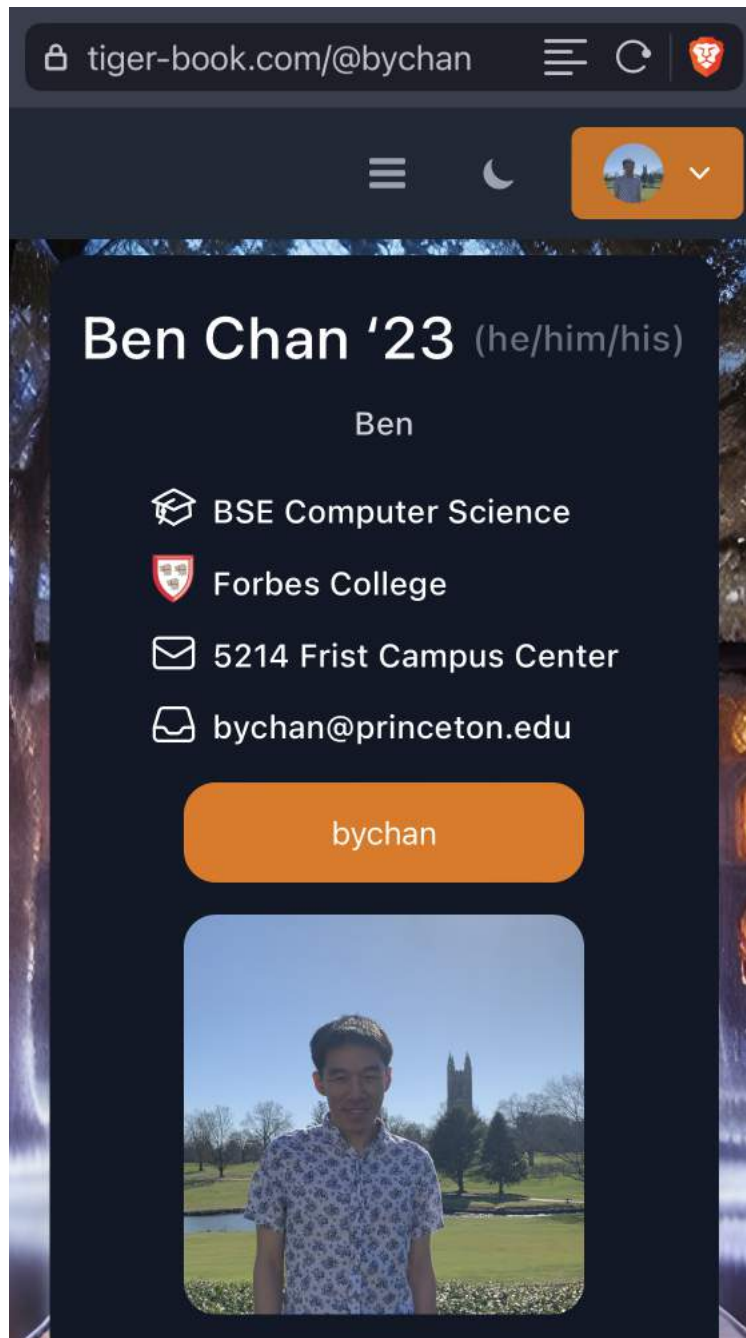 tiger-book.com/@bychan
Ben Chan ‘23 (he/him/his)
Ben
BSE Computer Science
Forbes College
5214 Frist Campus Center
bychan@princeton.edu
bychan